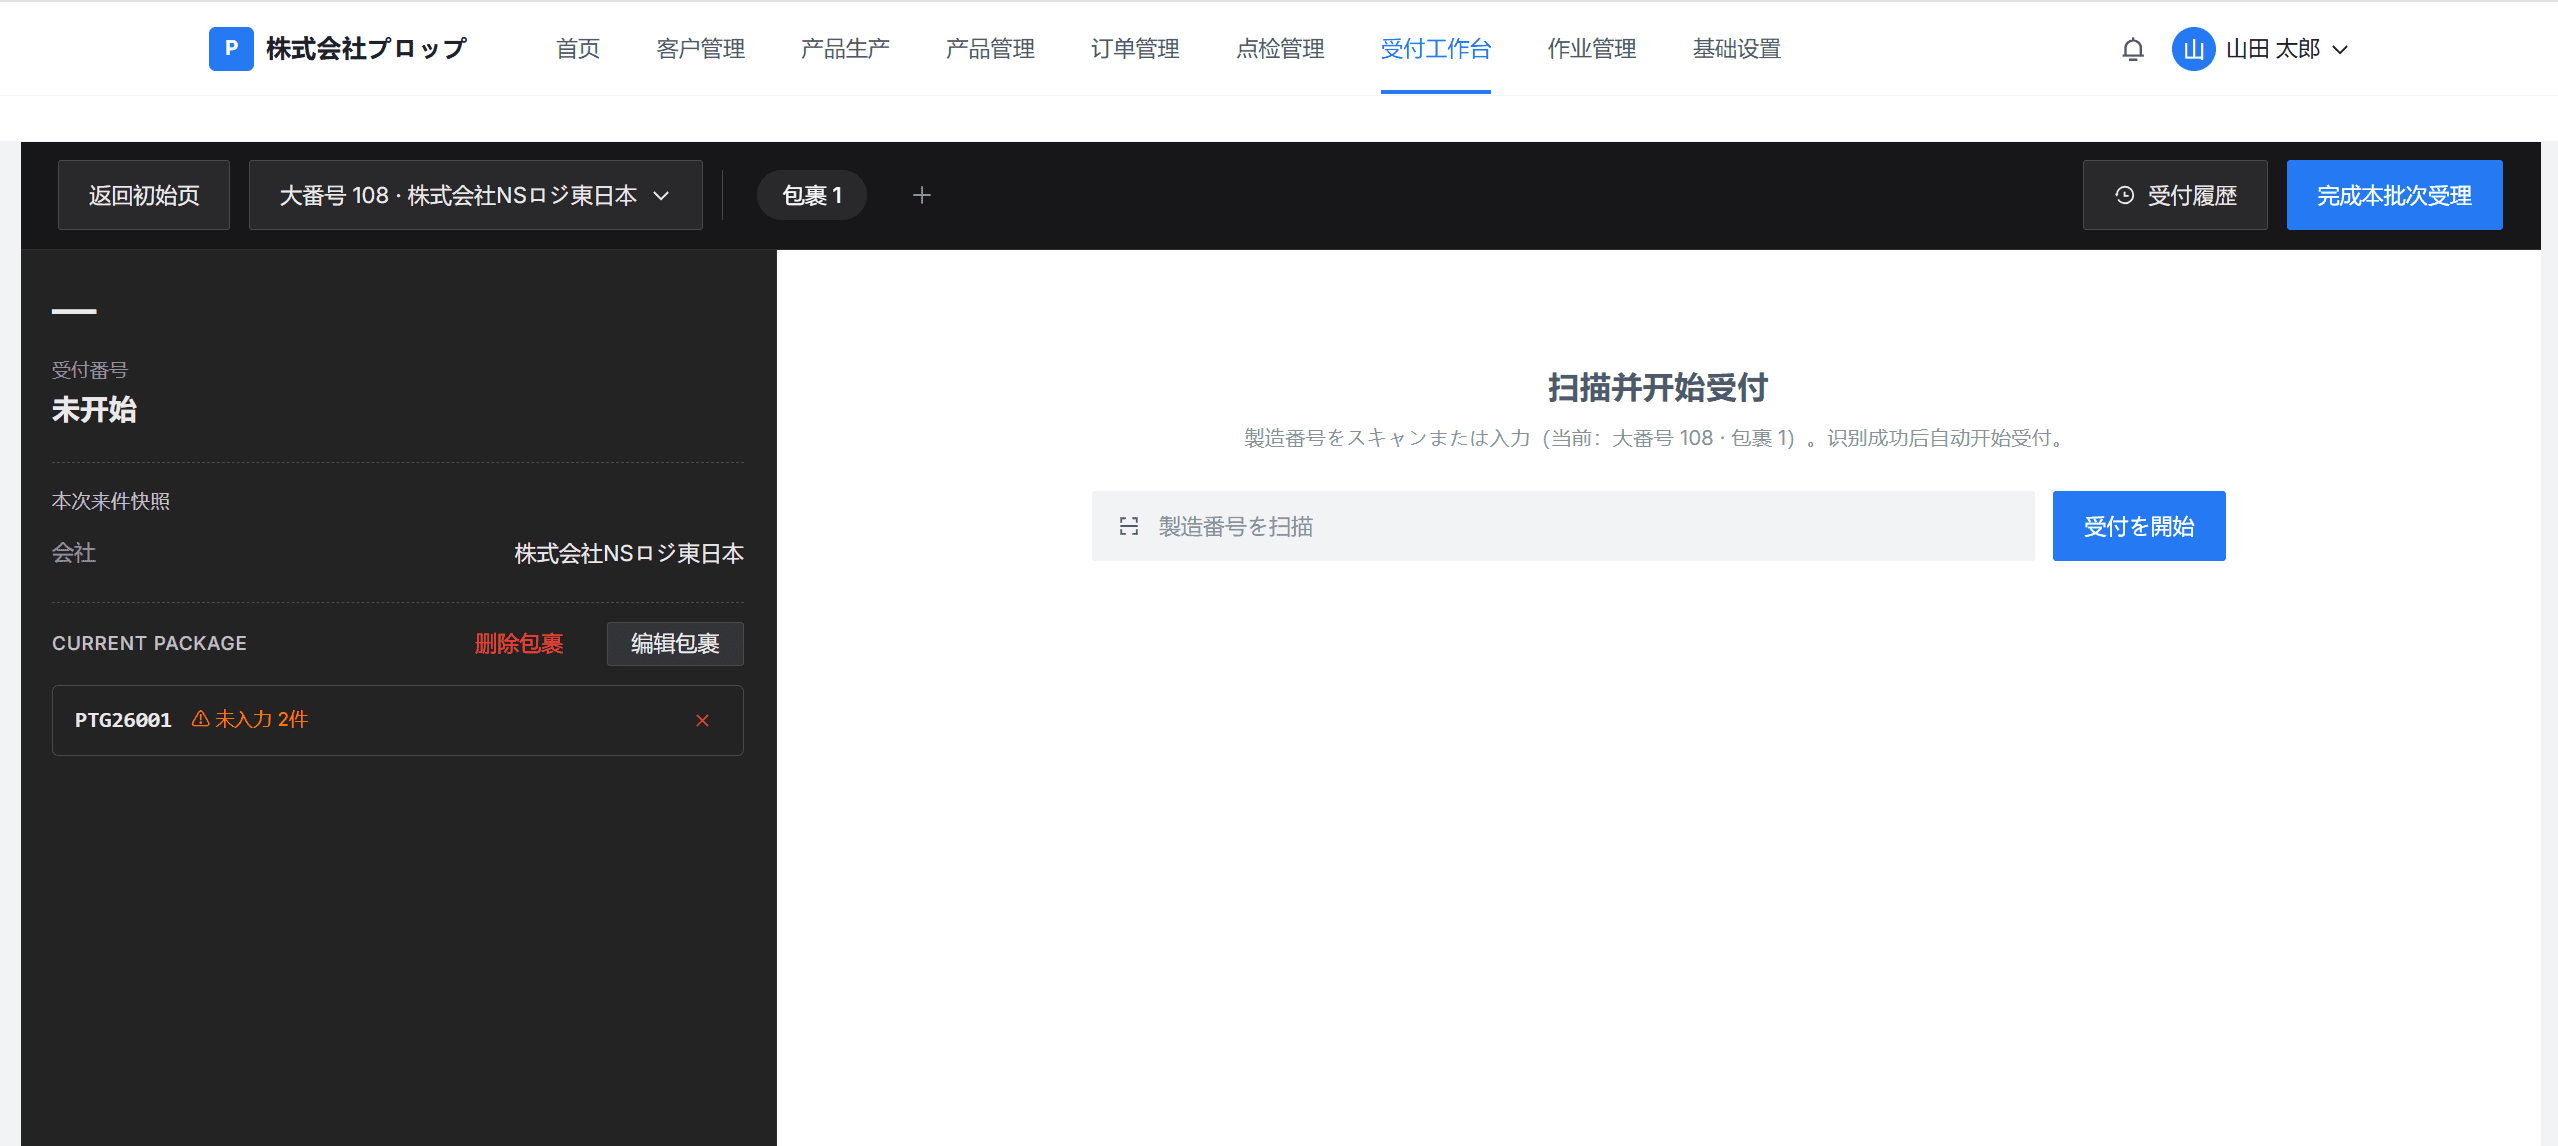 P 株式会社プロップ 首页 客户管理 产品生产 产品管理 订单管理 点检管理 受付工作台 作业管理 基础设置 山 山田 太郎
返回初始页 大番号 108 · 株式会社NSロジ東日本 包裹 1 + 受付履歴 完成本批次受理
—
受付番号
未开始
本次来件快照
会社 株式会社NSロジ東日本
CURRENT PACKAGE 删除包裹 编辑包裹
PTG26001 未入力 2件
扫描并开始受付
製造番号をスキャンまたは入力（当前：大番号 108 · 包裹 1）。识别成功后自动开始受付。
製造番号を扫描 受付を開始